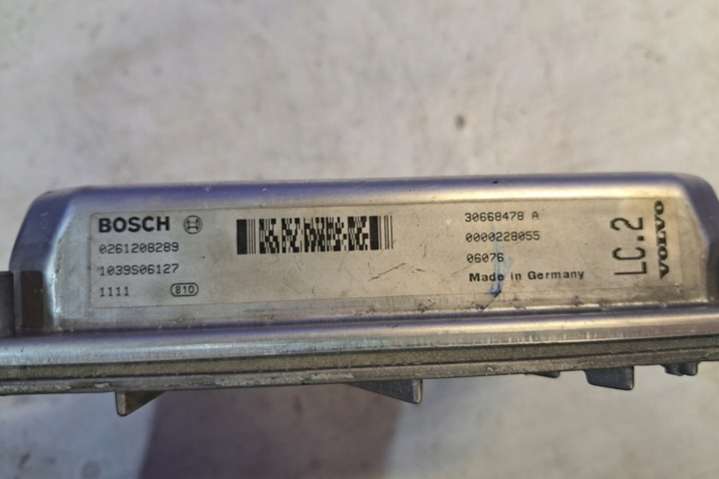 BOSCH
0261208289
1039S06127
1111 810
30668478 A
0000228055
06076
Made in Germany
LC.2
VOLVO